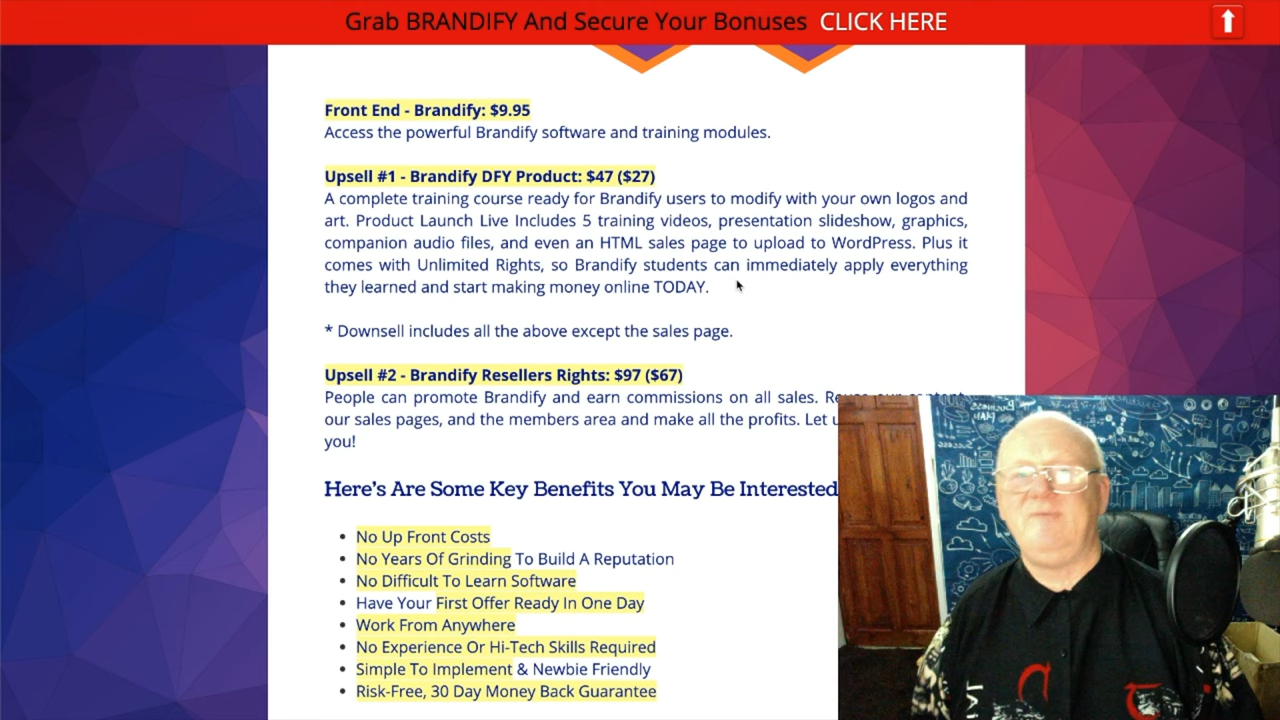 Grab BRANDIFY And Secure Your Bonuses CLICK HERE
Front End - Brandify: $9.95
Access the powerful Brandify software and training modules.
Upsell #1 - Brandify DFY Product: $47 ($27)
A complete training course ready for Brandify users to modify with your own logos and
art. Product Launch Live Includes 5 training videos, presentation slideshow, graphics,
companion audio files, and even an HTML sales page to upload to WordPress. Plus it
comes with Unlimited Rights, so Brandify students can immediately apply everything
they learned and start making money online TODAY.
* Downsell includes all the above except the sales page.
Upsell #2 - Brandify Resellers Rights: $97 ($67)
People can promote Brandify and earn commissions on all sales.
our sales pages, and the members area and make all the profits. Let
you!
Here's Are Some Key Benefits You May Be Interested
No Up Front Costs
No Years Of Grinding To Build A Reputation
No Difficult To Learn Software
Have Your First Offer Ready In One Day
Work From Anywhere
No Experience Or Hi-Tech Skills Required
Simple To Implement & Newbie Friendly
Risk-Free, 30 Day Money Back Guarantee